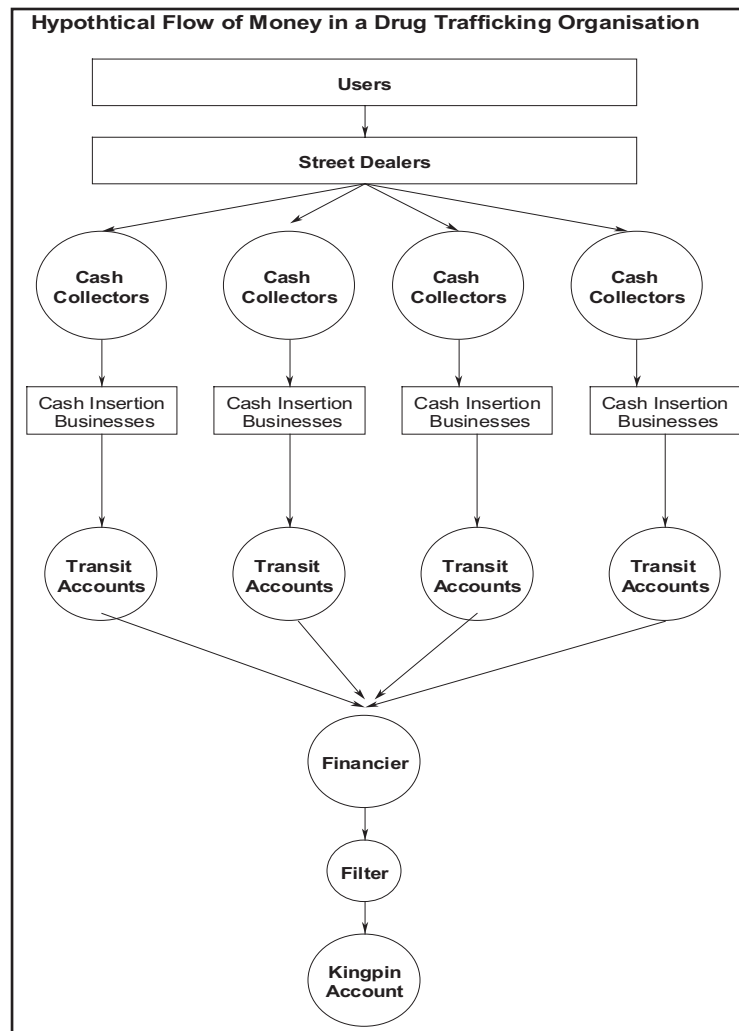 Hypothtical Flow of Money in a Drug Trafficking Organisation
Users
Street Dealers
Cash
Collectors
Cash
Collectors
Cash
Collectors
Cash
Collectors
Cash Insertion
Businesses
Cash Insertion
Businesses
Cash Insertion
Businesses
Cash Insertion
Businesses
Transit
Accounts
Transit
Accounts
Transit
Accounts
Transit
Accounts
Financier
Filter
Kingpin
Account